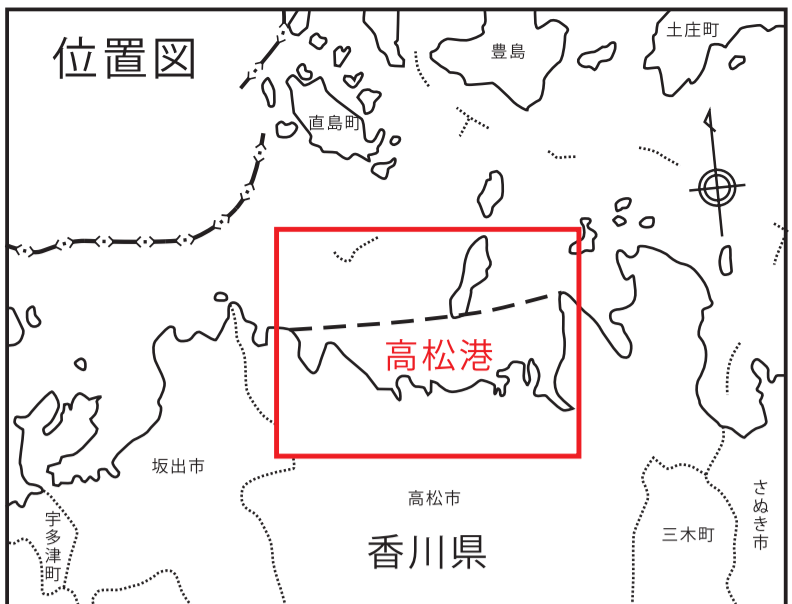 位置図
土庄町
豊島
直島町
高松港
坂出市
高松市
さぬき市
宇多津町
三木町
香川県